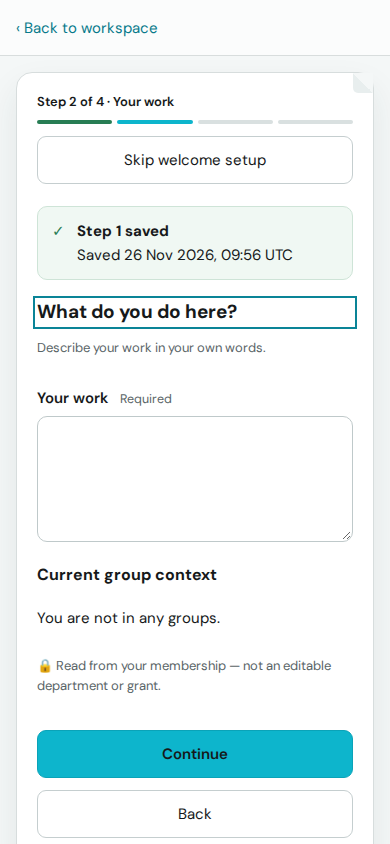 ‹ Back to workspace
Step 2 of 4 · Your work
Skip welcome setup
✓ Step 1 saved
Saved 26 Nov 2026, 09:56 UTC
What do you do here?
Describe your work in your own words.
Your work Required
Current group context
You are not in any groups.
🔒 Read from your membership — not an editable
department or grant.
Continue
Back